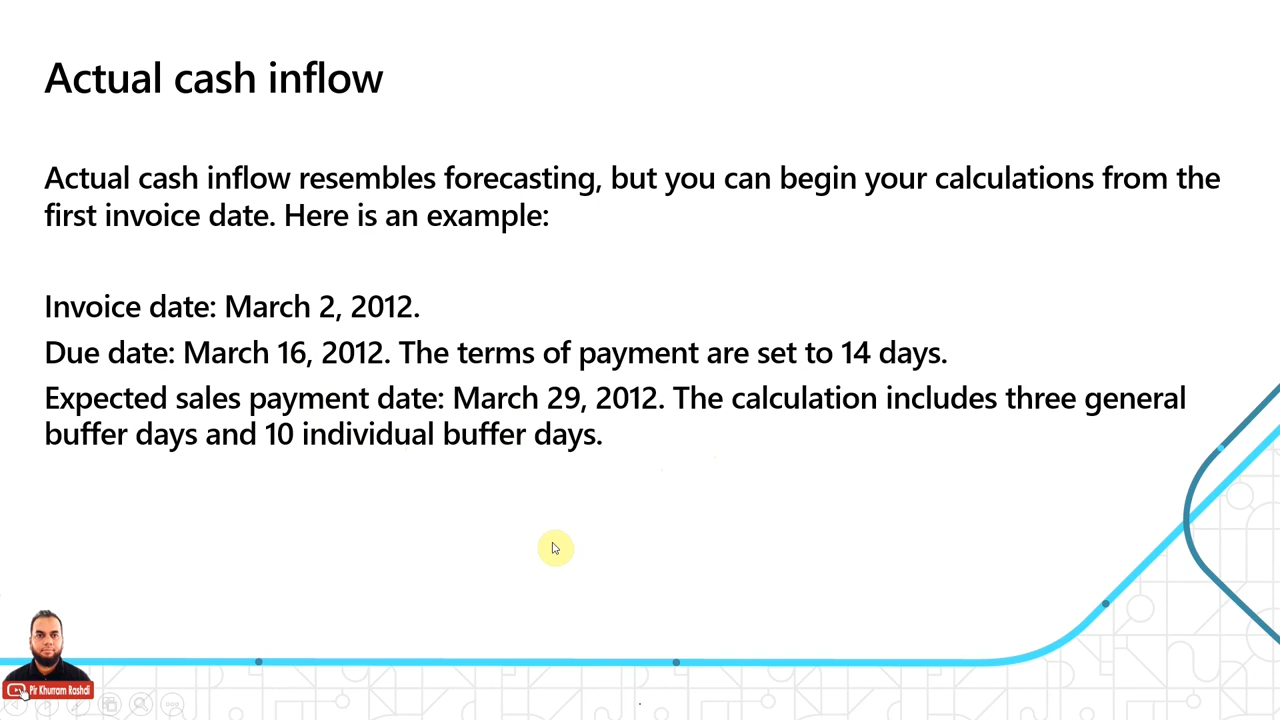 Actual cash inflow
Actual cash inflow resembles forecasting, but you can begin your calculations from the
first invoice date. Here is an example:
Invoice date: March 2, 2012.
Due date: March 16, 2012. The terms of payment are set to 14 days.
Expected sales payment date: March 29, 2012. The calculation includes three general
buffer days and 10 individual buffer days.
Pir Khurram Rashdi